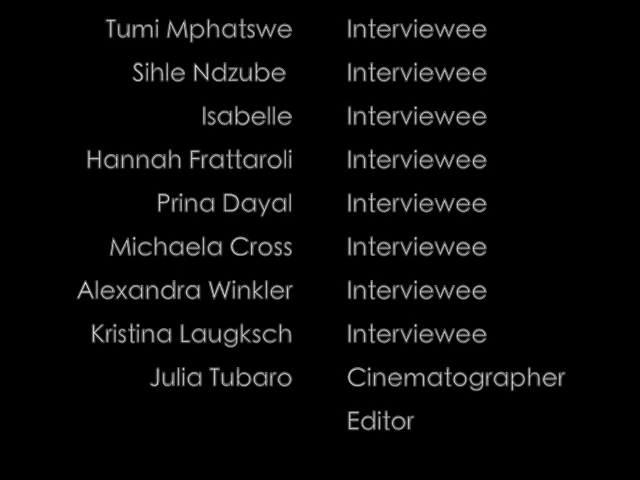 Tumi Mphatswe Interviewee
Sihle Ndzube Interviewee
Isabelle Interviewee
Hannah Frattaroli Interviewee
Prina Dayal Interviewee
Michaela Cross Interviewee
Alexandra Winkler Interviewee
Kristina Laugksch Interviewee
Julia Tubaro Cinematographer
Editor